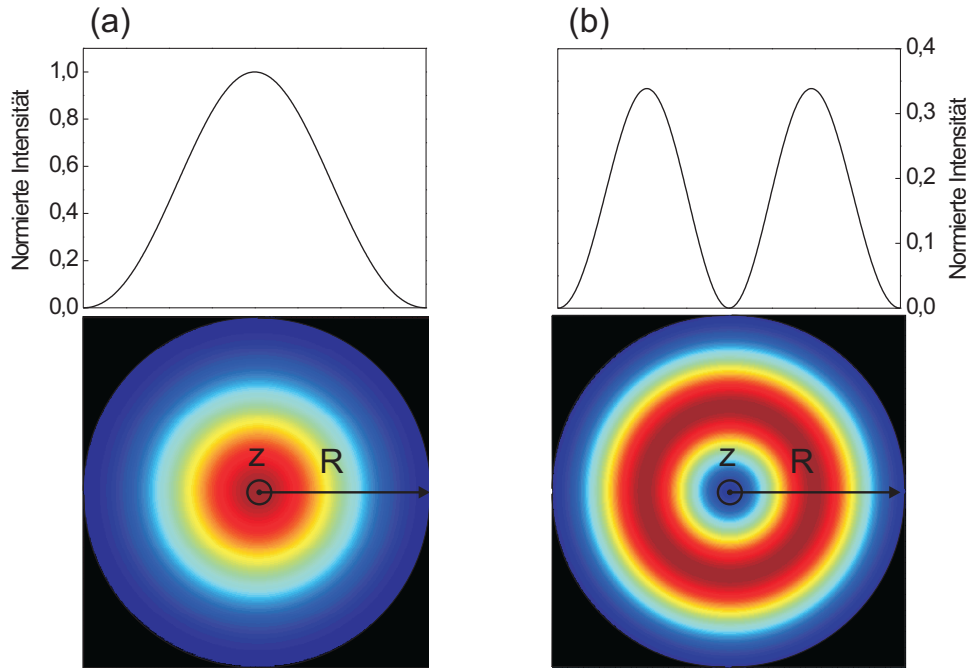 (a)
Normierte Intensität
1,0
0,8
0,6
0,4
0,2
0,0
z
R
(b)
0,4
0,3
0,2
0,1
0,0
Normierte Intensität
z
R